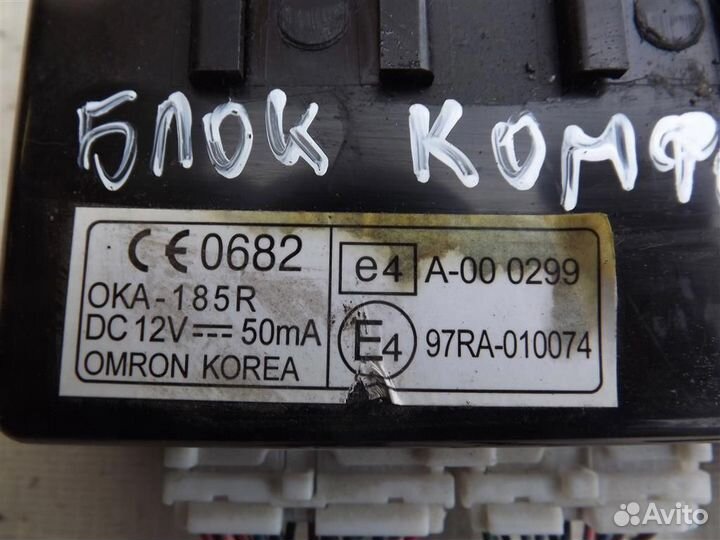 БЛОК КОМФ
CE 0682
OKA-185R
DC 12V ⎓ 50mA
OMRON KOREA
e4 A-00 0299
E4 97RA-010074
Avito